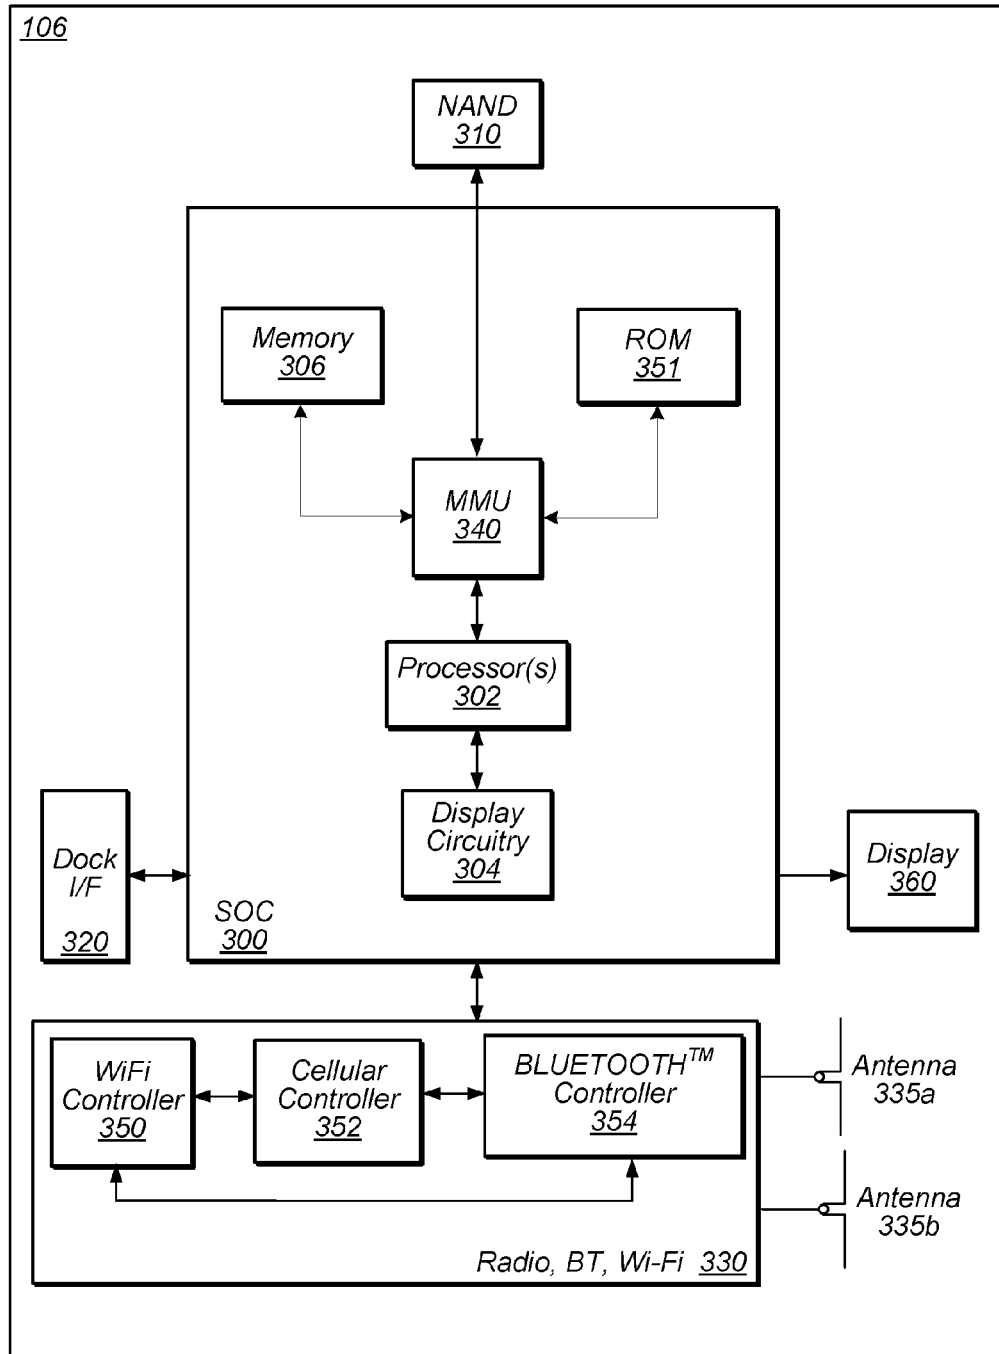 106
NAND
310
Memory
306
ROM
351
MMU
340
Processor(s)
302
Display
Circuitry
304
SOC
300
Dock
I/F
320
Display
360
WiFi
Controller
350
Cellular
Controller
352
BLUETOOTH™
Controller
354
Radio, BT, Wi-Fi 330
Antenna
335a
Antenna
335b